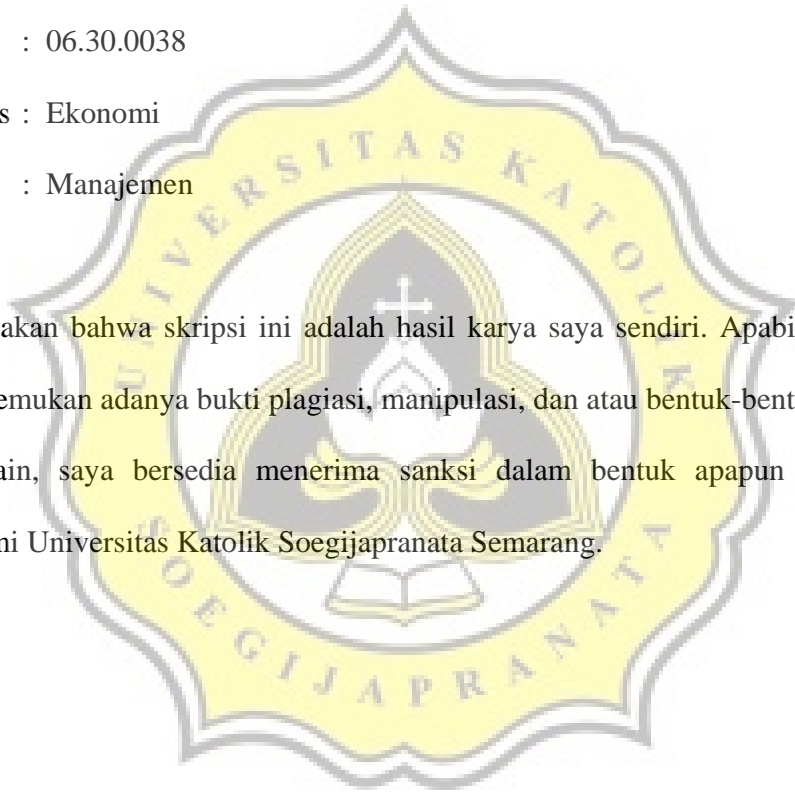 : 06.30.0038
s : Ekonomi
: Manajemen
akan bahwa skripsi ini adalah hasil karya saya sendiri. Apabi
emukan adanya bukti plagiasi, manipulasi, dan atau bentuk-bent
ain, saya bersedia menerima sanksi dalam bentuk apapun
ni Universitas Katolik Soegijapranata Semarang.
UNIVERSITAS KATOLIK
SOEGIJAPRANATA